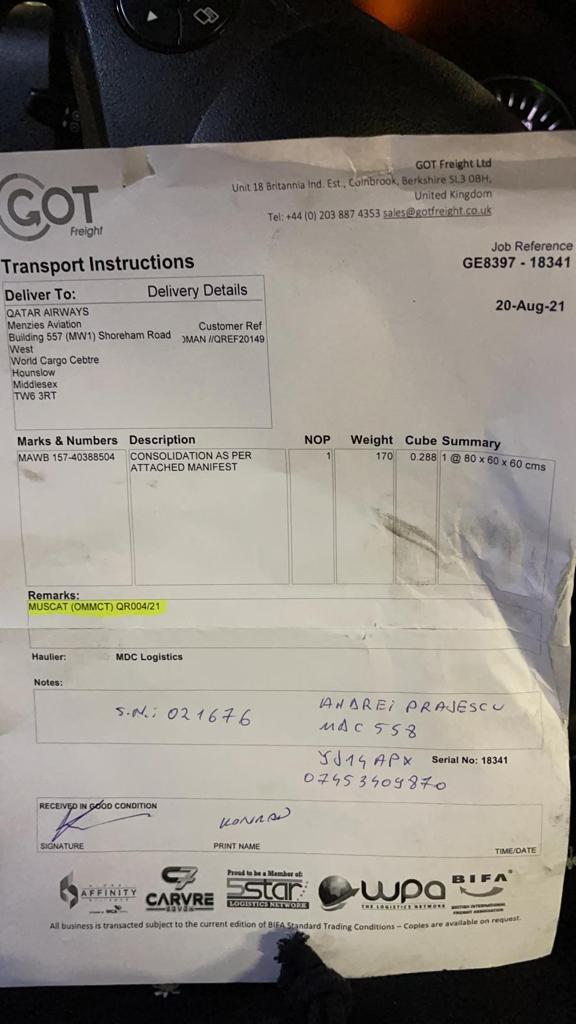 GOT
Freight
GOT Freight Ltd
Unit 18 Britannia Ind. Est., Colnbrook, Berkshire SL3 0BH,
United Kingdom
Tel: +44 (0) 203 887 4353 sales@gotfreight.co.uk
Transport Instructions
Job Reference
GE8397 - 18341
20-Aug-21
Deliver To: Delivery Details
QATAR AIRWAYS
Menzies Aviation
Building 557 (MW1) Shoreham Road
West
World Cargo Cebtre
Hounslow
Middlesex
TW6 3RT
Customer Ref
OMAN //QREF20149
Marks & Numbers Description NOP Weight Cube Summary
MAWB 157-40388504 CONSOLIDATION AS PER 1 170 0.288 1 @ 80 x 60 x 60 cms
ATTACHED MANIFEST
Remarks:
MUSCAT (OMMCT) QR004/21
Haulier: MDC Logistics
Notes:
S.N.: 021676
ANDREI PRAJESCU
MDC 558
YJ14 APX Serial No: 18341
07453409870
RECEIVED IN GOOD CONDITION
KONRAD
SIGNATURE PRINT NAME TIME/DATE
AFFINITY
CARVRE
SEVEN
Proud to be a Member of:
5star
LOGISTICS NETWORK
wpa
THE LOGISTICS NETWORK
BIFA
BRITISH INTERNATIONAL
FREIGHT ASSOCIATION
All business is transacted subject to the current edition of BIFA Standard Trading Conditions – Copies are available on request.